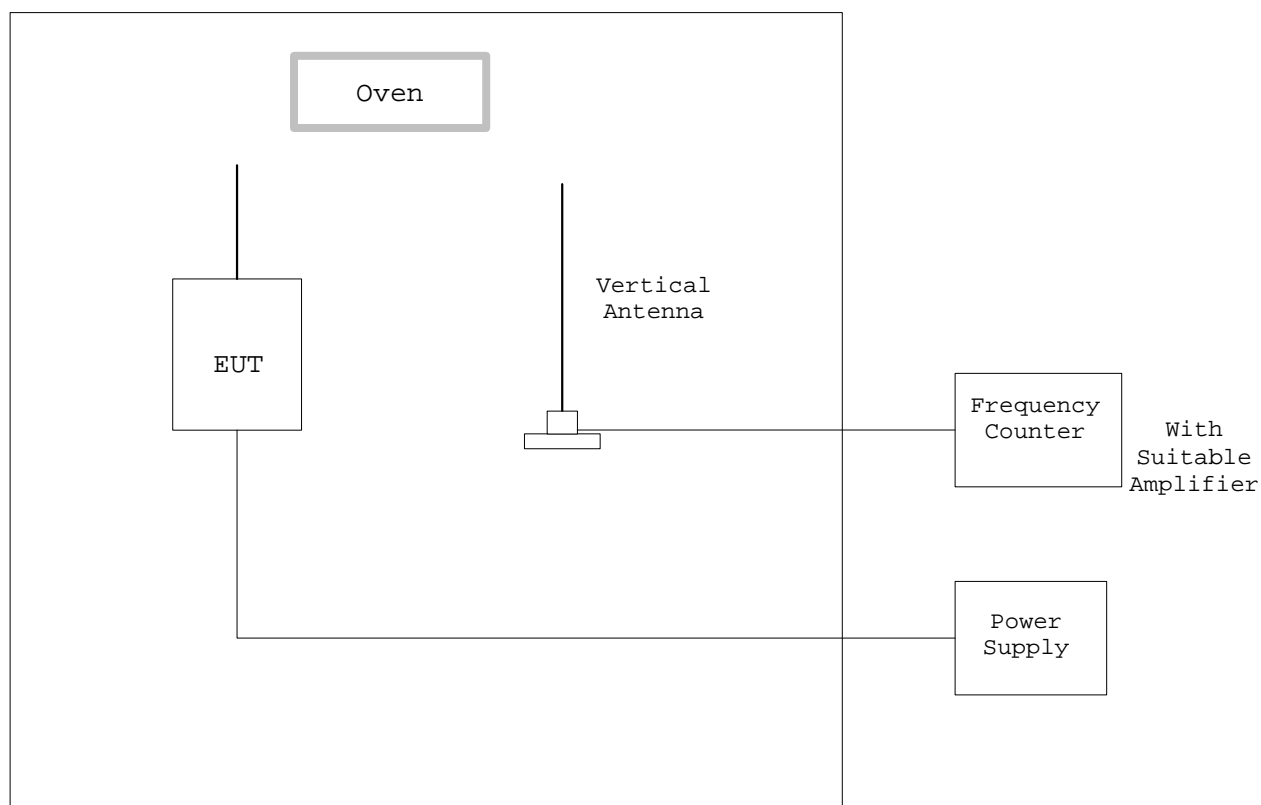 Oven
Vertical
Antenna
EUT
Frequency
Counter
With
Suitable
Amplifier
Power
Supply